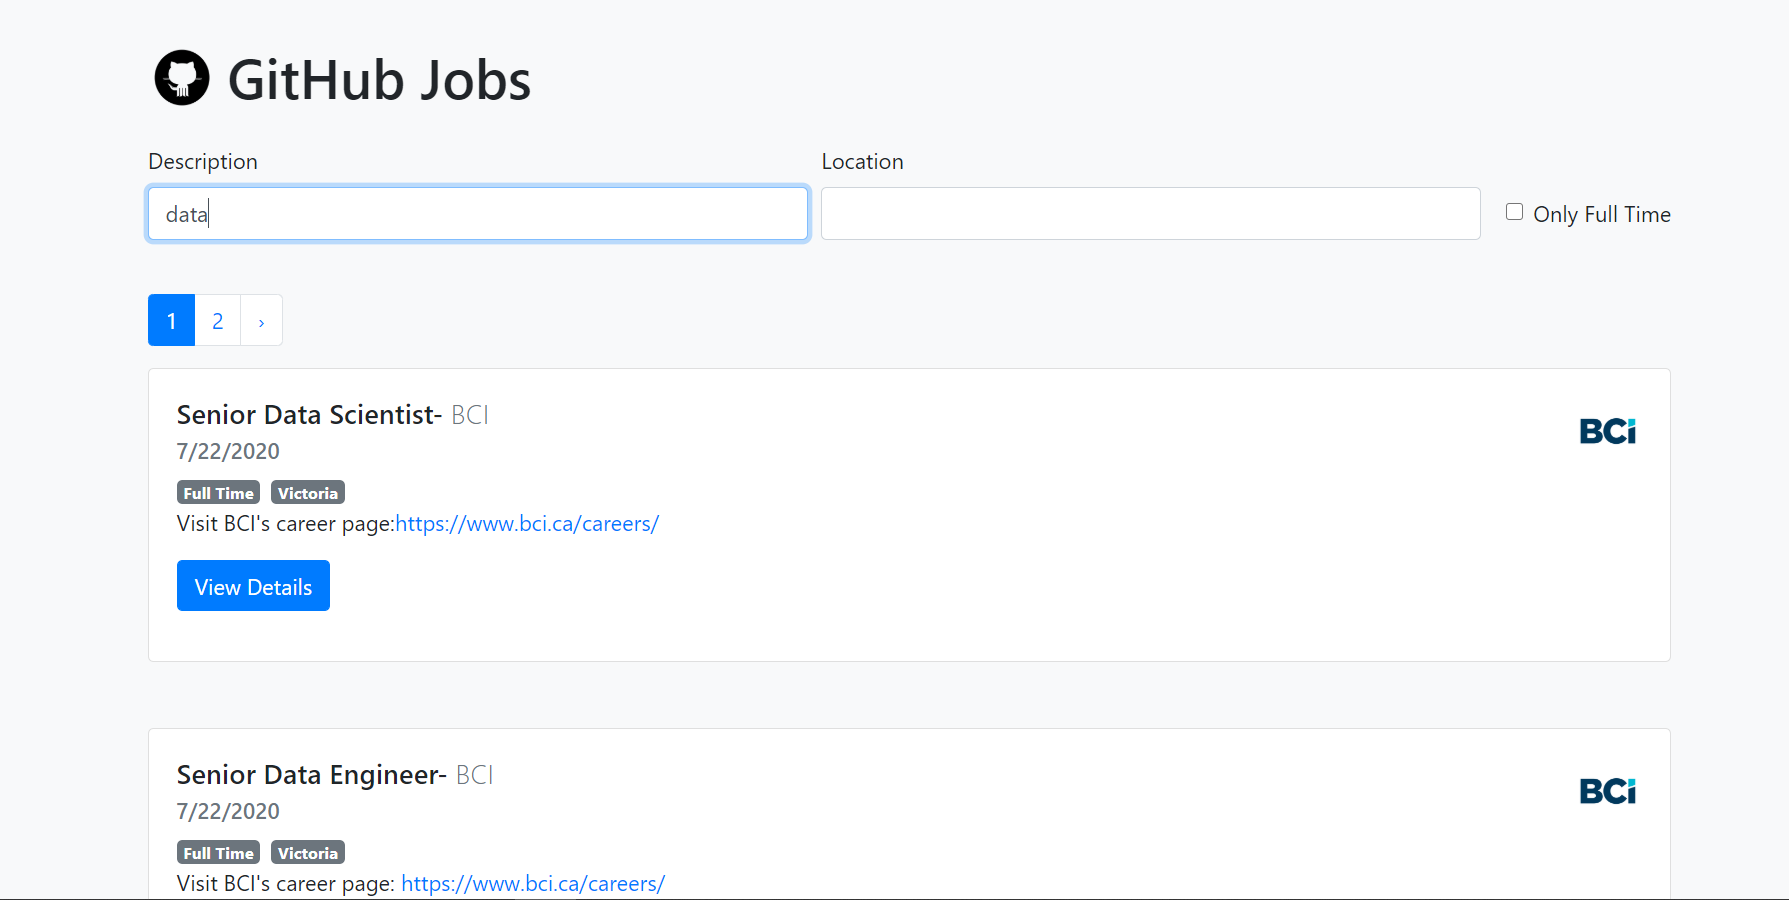 GitHub Jobs
Description
Location
data
Only Full Time
1 2 ›
Senior Data Scientist- BCI
BCi
7/22/2020
Full Time Victoria
Visit BCI's career page:https://www.bci.ca/careers/
View Details
Senior Data Engineer- BCI
BCi
7/22/2020
Full Time Victoria
Visit BCI's career page: https://www.bci.ca/careers/